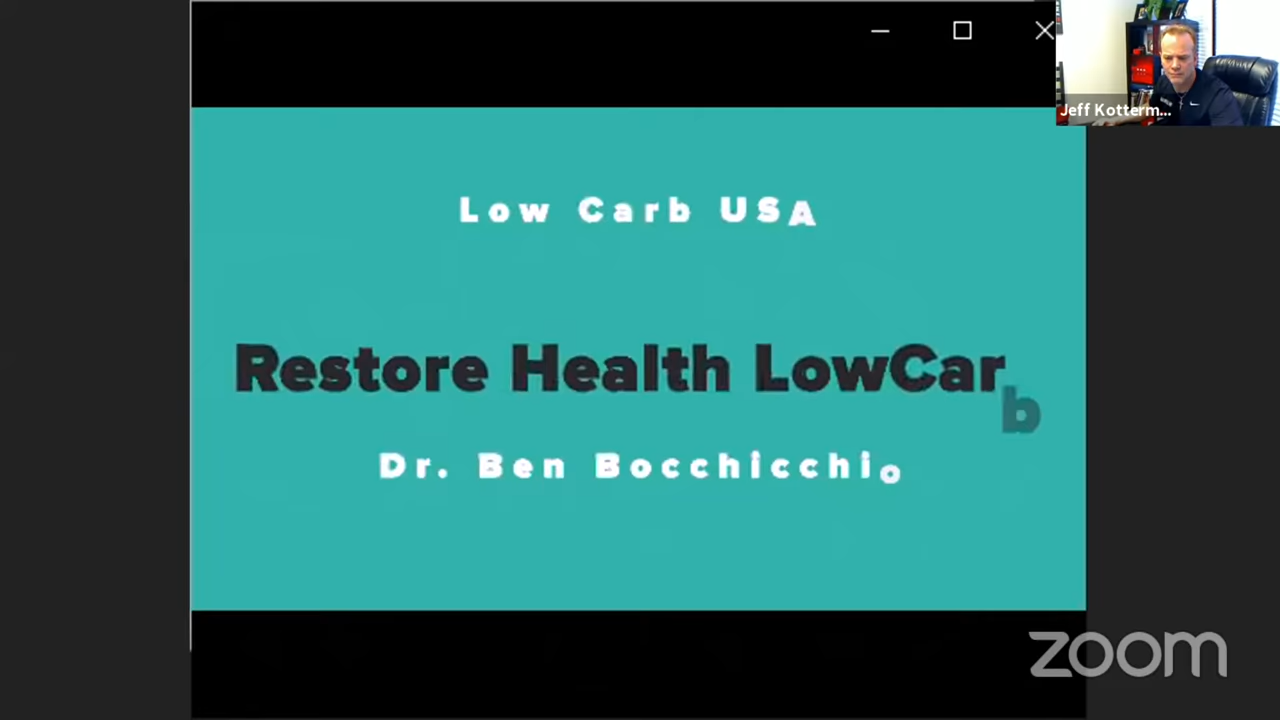 Jeff Kotterm...
Low Carb USA
Restore Health LowCarb
Dr. Ben Bocchicchio
zoom